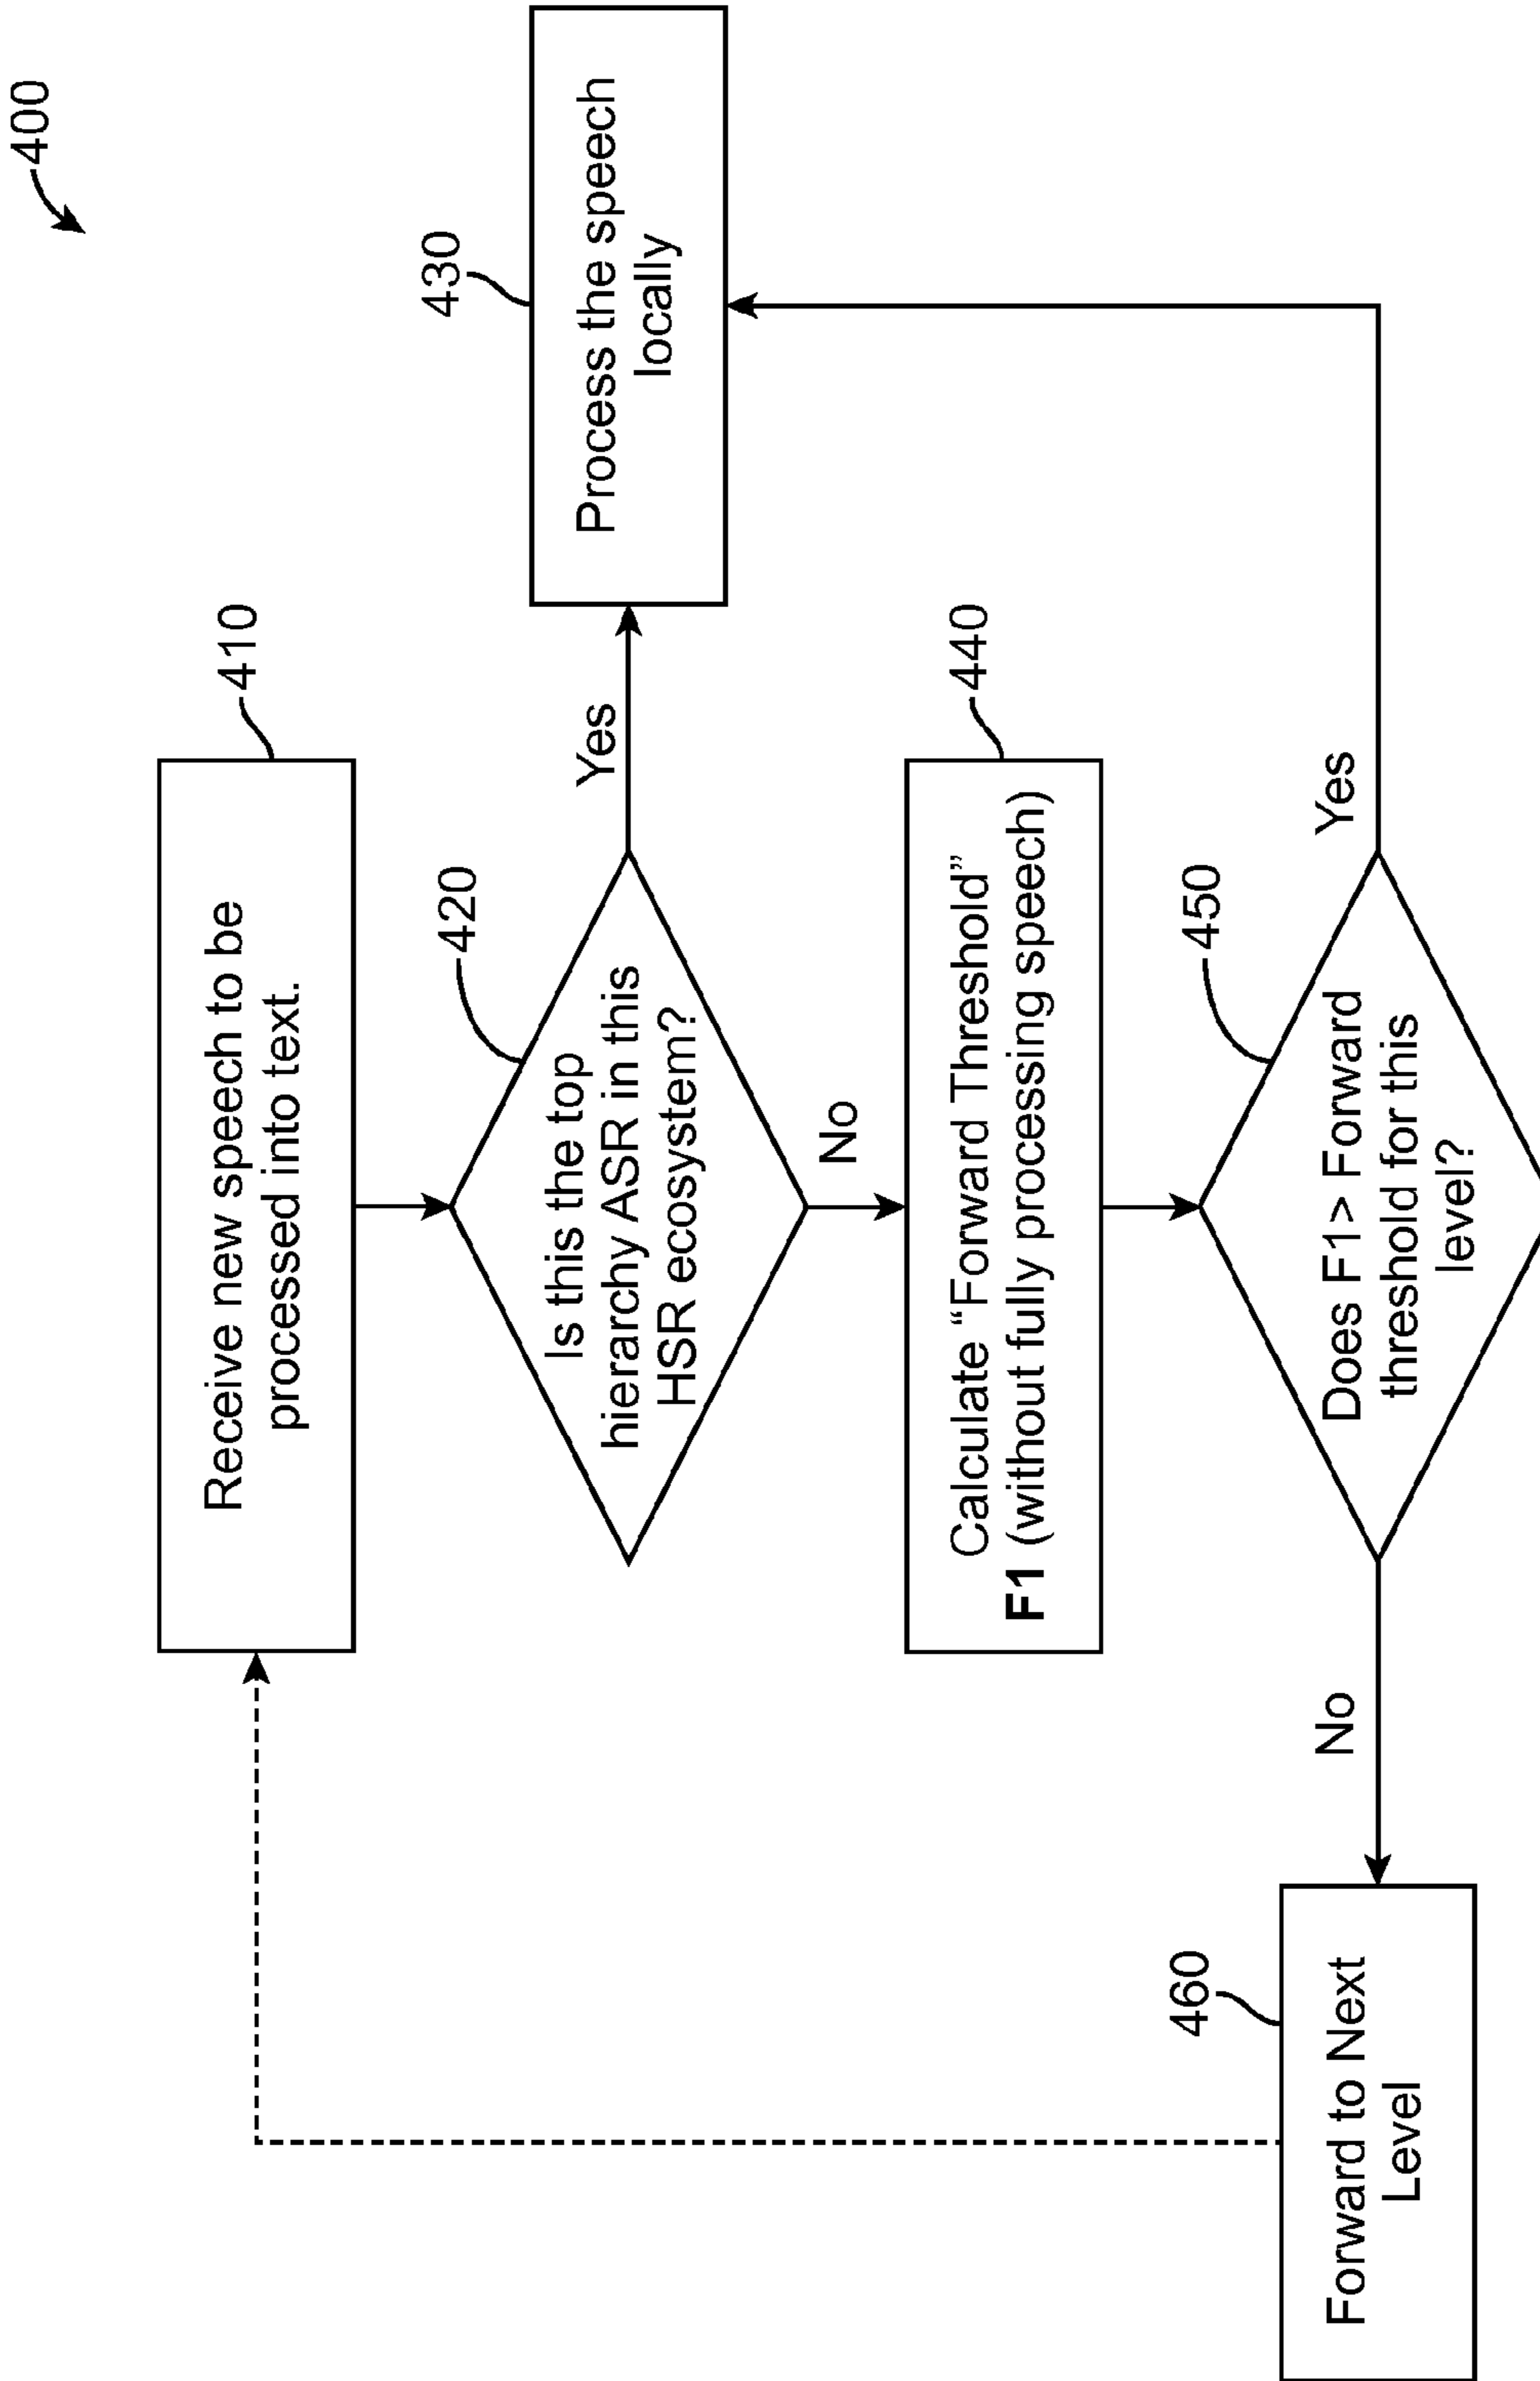 400
410
Receive new speech to be
processed into text.
420
Is this the top
hierarchy ASR in this
HSR ecosystem?
Yes
430
Process the speech
locally
No
440
Calculate “Forward Threshold”
F1 (without fully processing speech)
450
Does F1> Forward
threshold for this
level?
Yes
No
460
Forward to Next
Level